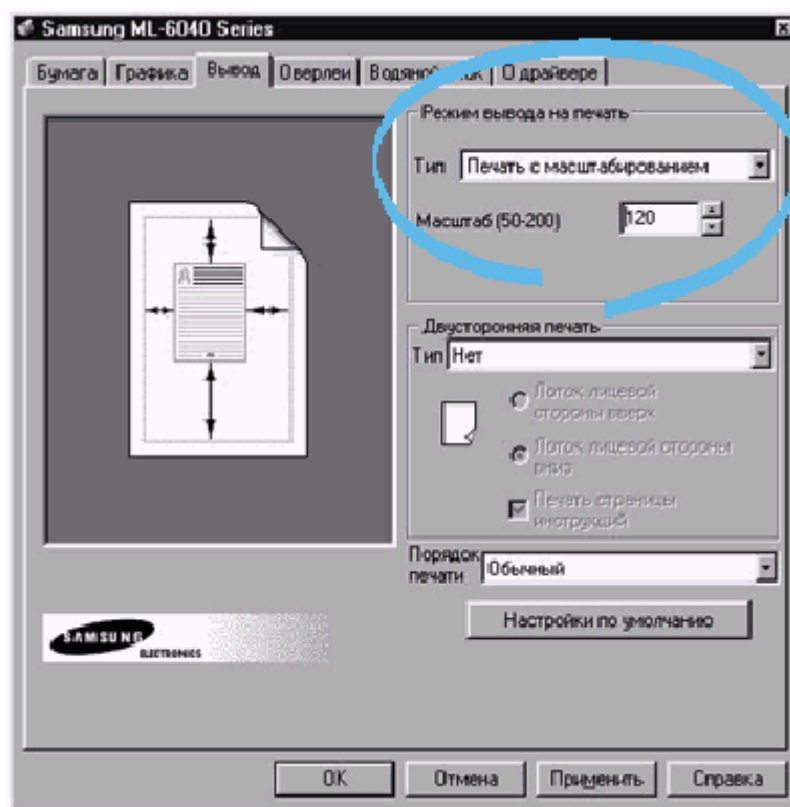 Samsung ML-6040 Series
Бумага Графика Вывод Оверлеи Водяной О драйвере
Режим вывода на печать
Тип Печать с масштабированием
Масштаб (50-200) 120
Двусторонняя печать
Тип Нет
Лоток лицевой
стороны вверх
Лоток лицевой стороны
вниз
Печать страницы
инструкций
Порядок
печати Обычный
Настройки по умолчанию
SAMSUNG
ELECTRONICS
OK Отмена Применить Справка